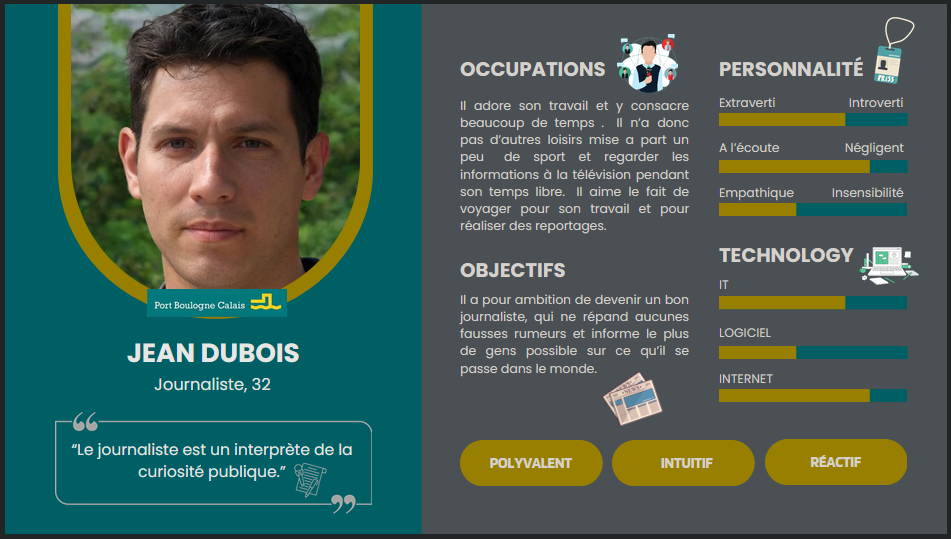 Port Boulogne Calais
JEAN DUBOIS
Journaliste, 32
“Le journaliste est un interprète de la
curiosité publique.”
OCCUPATIONS
Il adore son travail et y consacre
beaucoup de temps . Il n’a donc
pas d’autres loisirs mise a part un
peu de sport et regarder les
informations à la télévision pendant
son temps libre. Il aime le fait de
voyager pour son travail et pour
réaliser des reportages.
OBJECTIFS
Il a pour ambition de devenir un bon
journaliste, qui ne répand aucunes
fausses rumeurs et informe le plus
de gens possible sur ce qu’il se
passe dans le monde.
NEWS
PERSONNALITÉ
PRESS
Extraverti Introverti
A l’écoute Négligent
Empathique Insensibilité
TECHNOLOGY
IT
LOGICIEL
INTERNET
POLYVALENT INTUITIF RÉACTIF